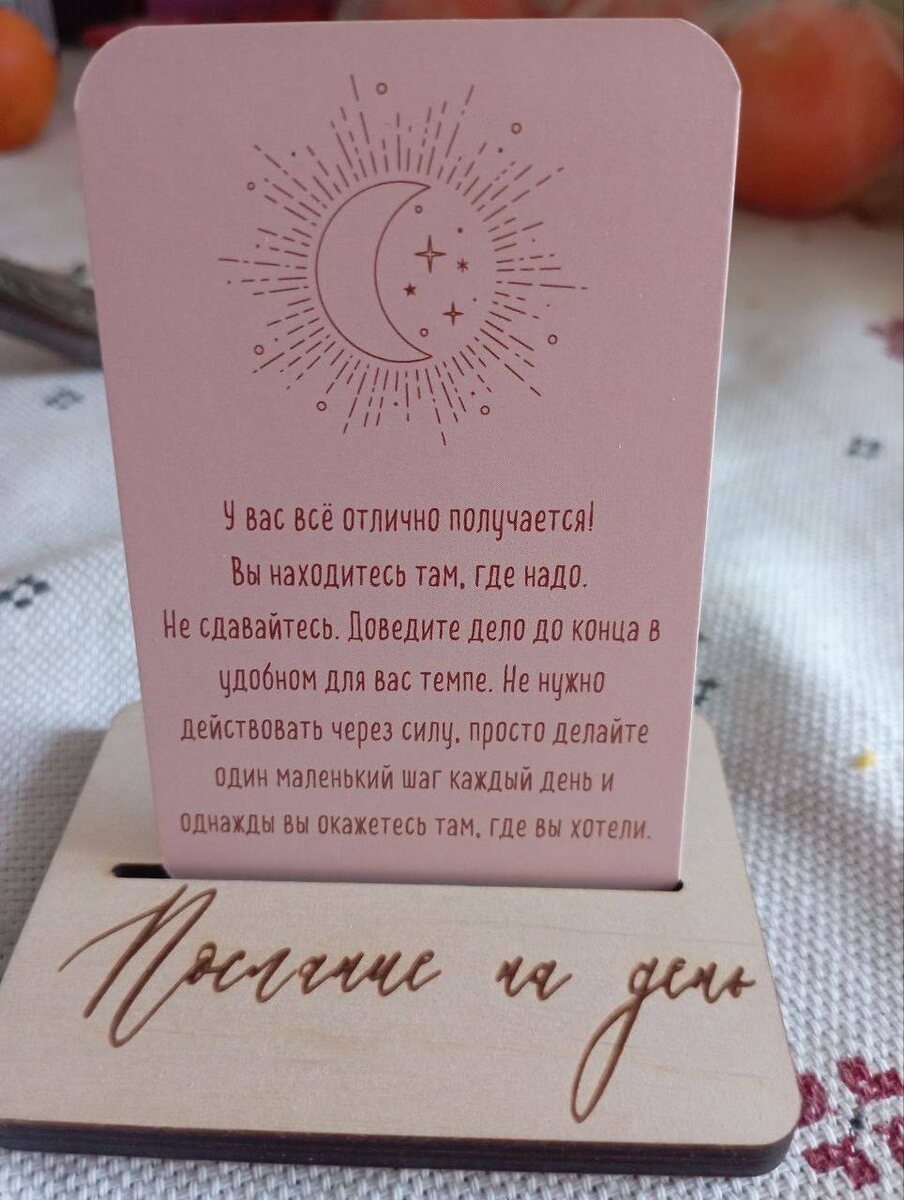 У вас всё отлично получается!
Вы находитесь там, где надо.
Не сдавайтесь. Доведите дело до конца в
удобном для вас темпе. Не нужно
действовать через силу, просто делайте
один маленький шаг каждый день и
однажды вы окажетесь там, где вы хотели.
Послание на день